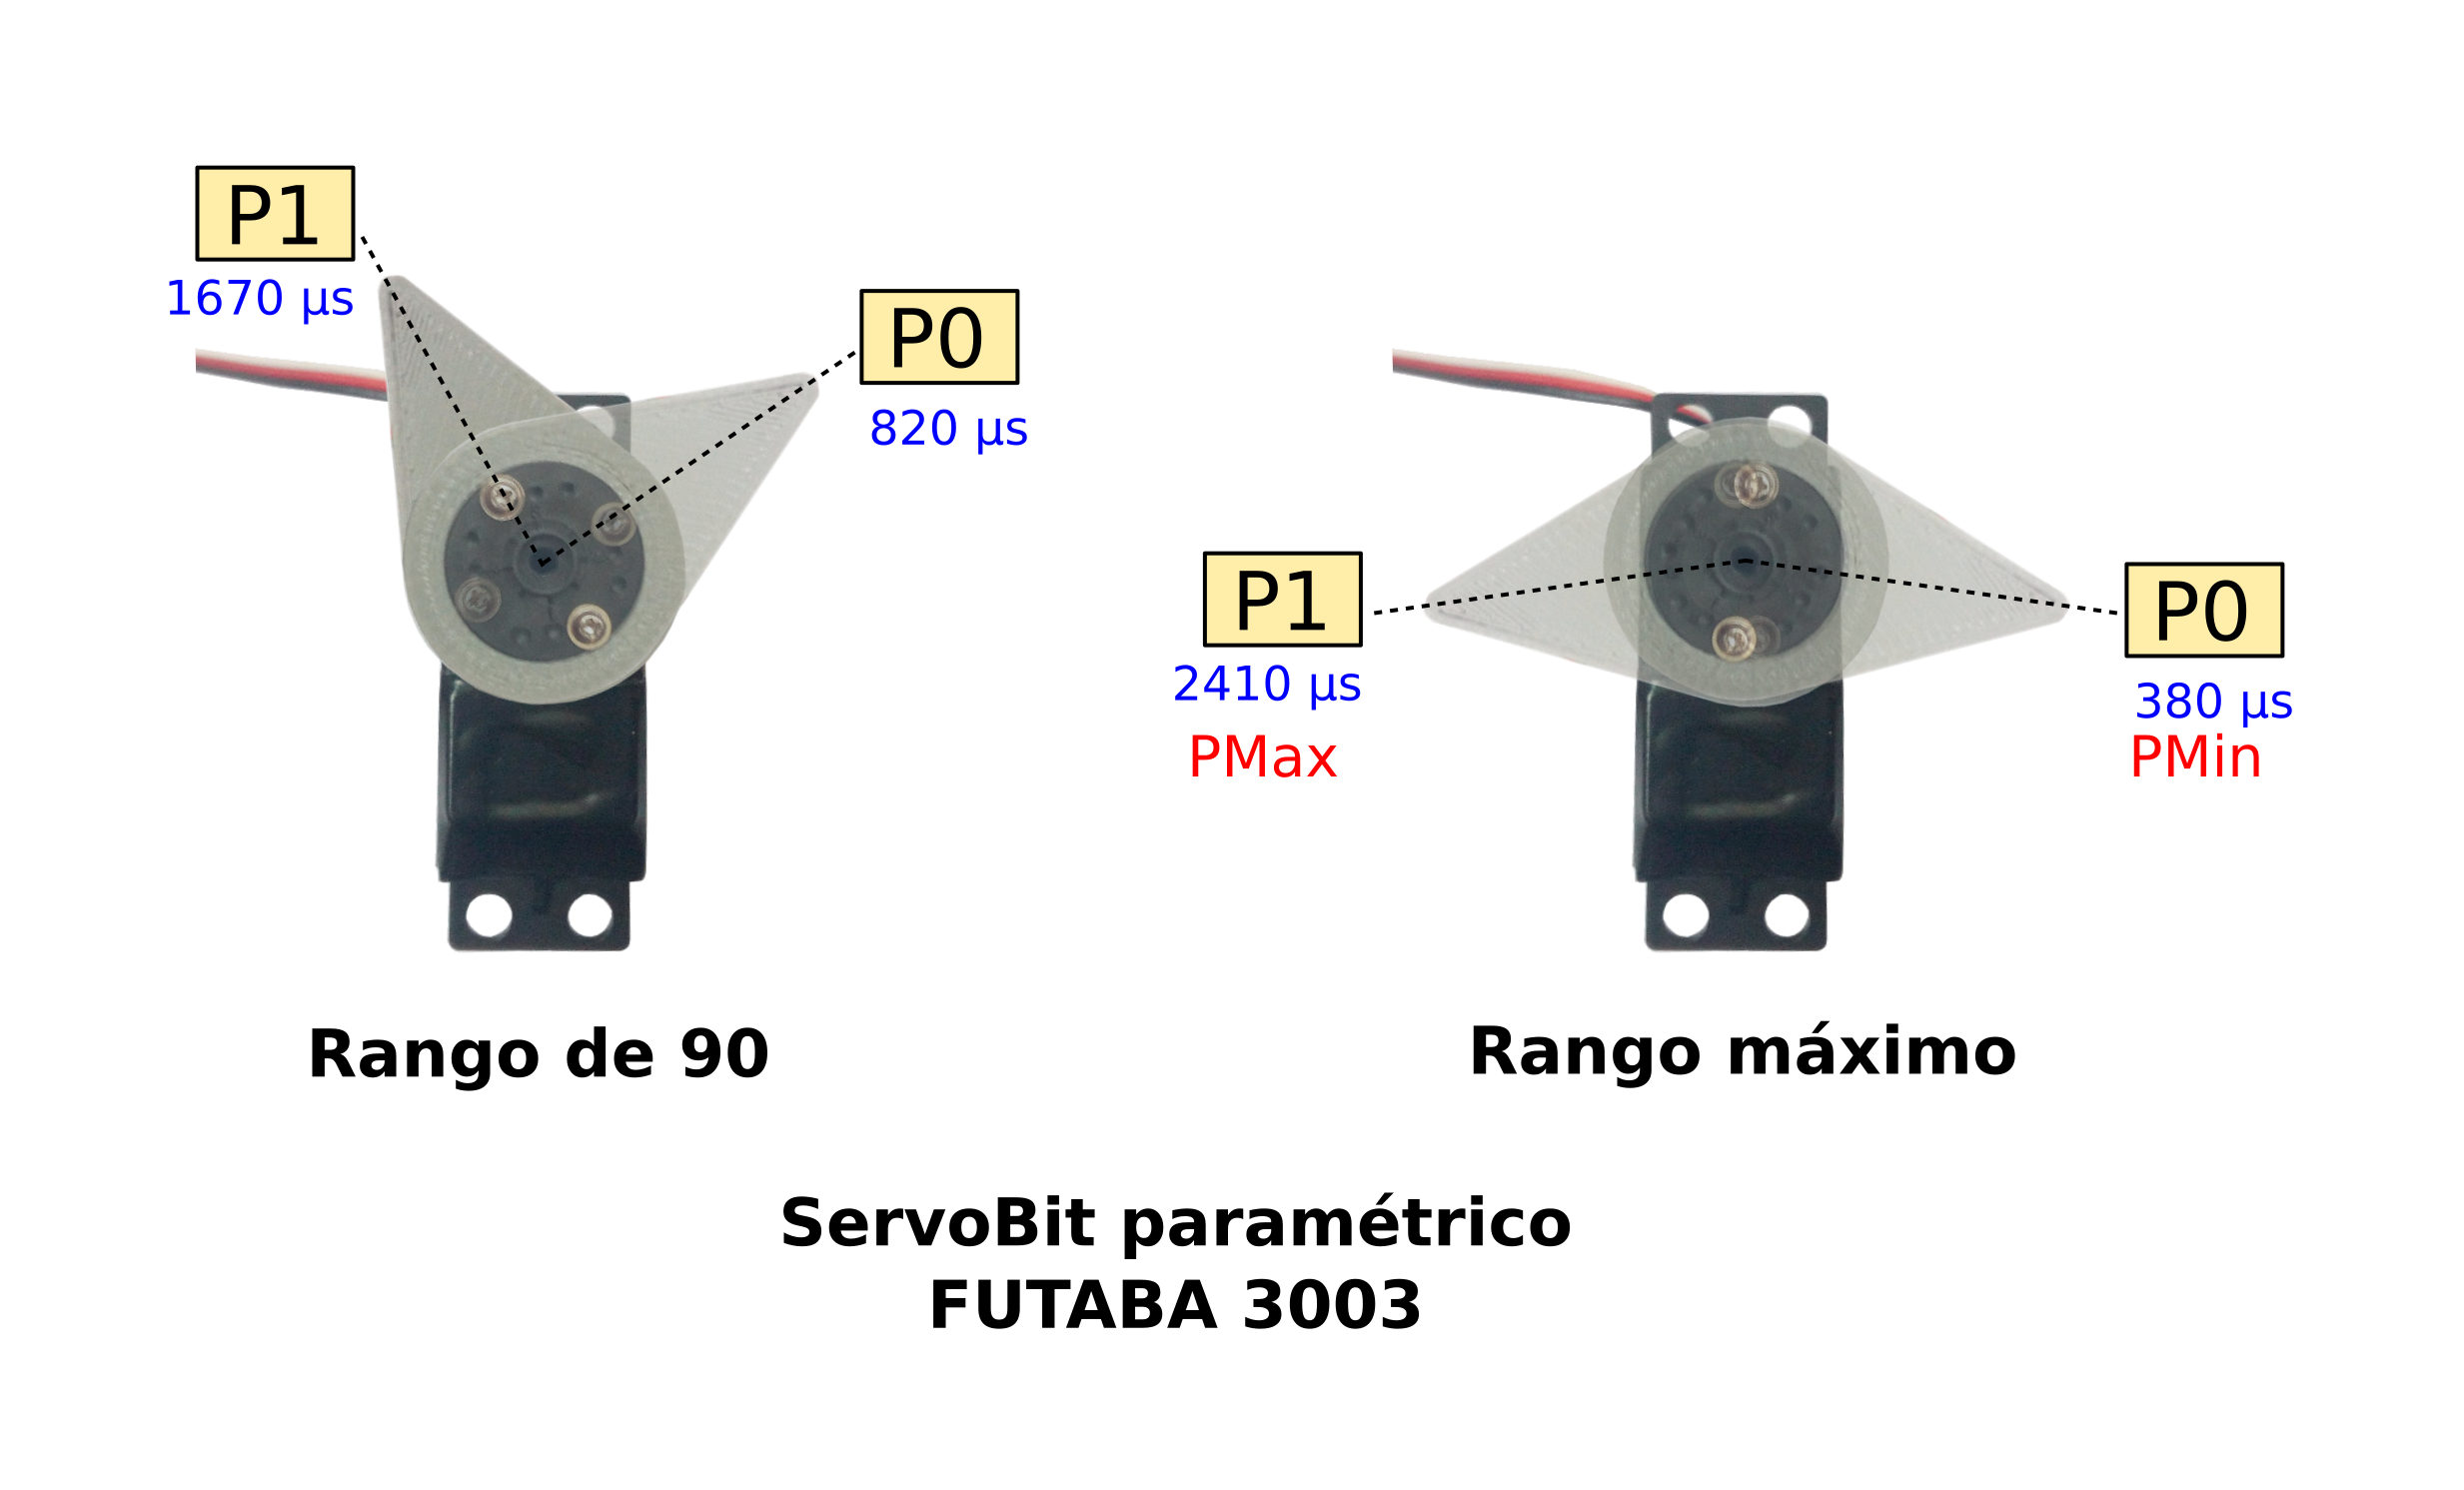 P1
1670 µs
P0
820 µs
P1
2410 µs
PMax
P0
380 µs
PMin
Rango de 90
Rango máximo
ServoBit paramétrico
FUTABA 3003